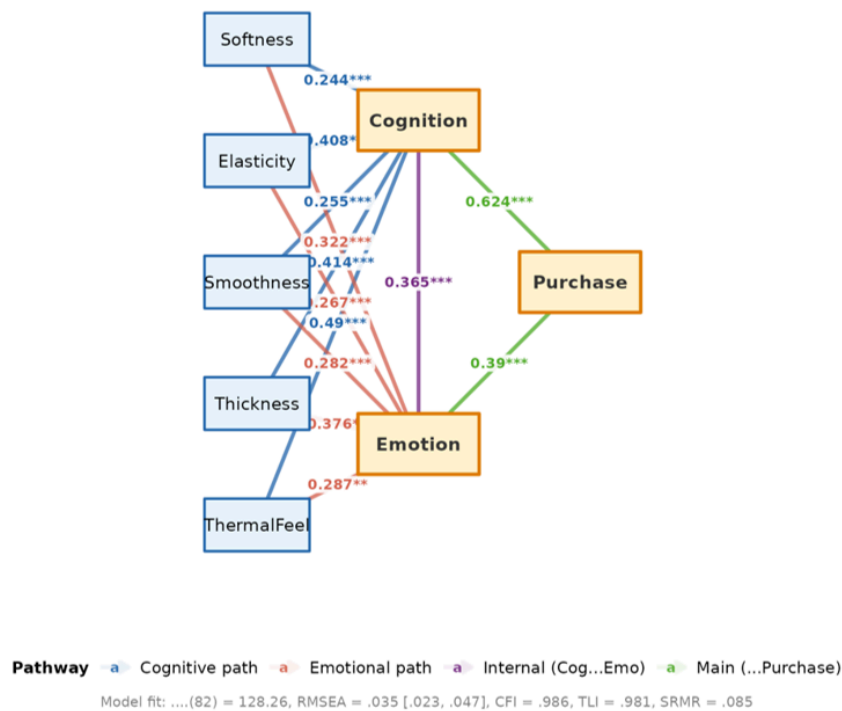 Softness
0.244***
Cognition
.408*
Elasticity
0.255***
0.624***
0.322***
0.414***
Smoothness
0.365***
Purchase
.267***
0.49***
0.282***
0.39***
Thickness
0.376*
Emotion
0.287**
ThermalFeel
Pathway a Cognitive path a Emotional path a Internal (Cog...Emo) a Main (...Purchase)
Model fit: ....(82) = 128.26, RMSEA = .035 [.023, .047], CFI = .986, TLI = .981, SRMR = .085